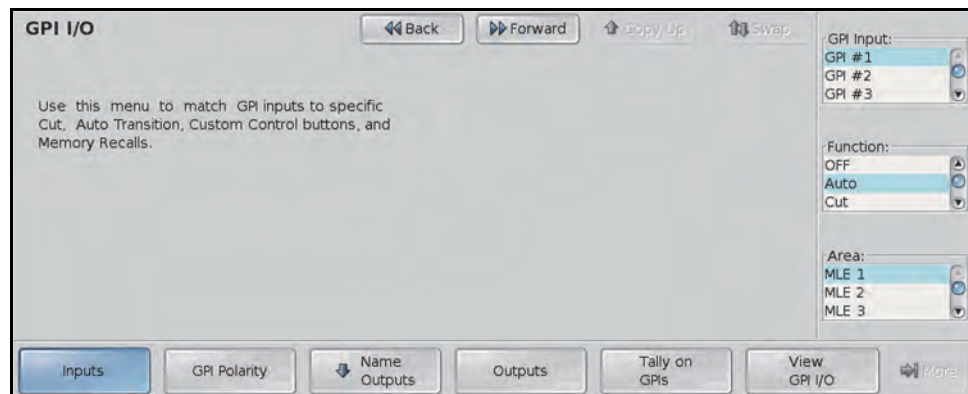 GPI I/O
Back
Forward
Copy Up
Swap
Use this menu to match GPI inputs to specific
Cut, Auto Transition, Custom Control buttons, and
Memory Recalls.
GPI Input:
GPI #1
GPI #2
GPI #3
Function:
OFF
Auto
Cut
Area:
MLE 1
MLE 2
MLE 3
Inputs
GPI Polarity
Name
Outputs
Outputs
Tally on
GPIs
View
GPI I/O
More